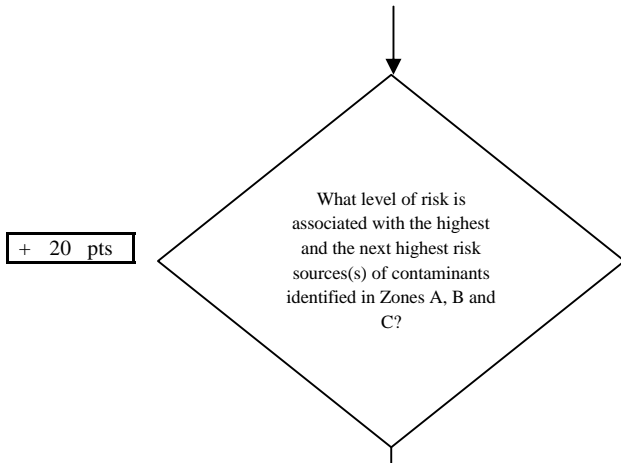 What level of risk is
associated with the highest
and the next highest risk
sources(s) of contaminants
identified in Zones A, B and
C?
+ 20 pts